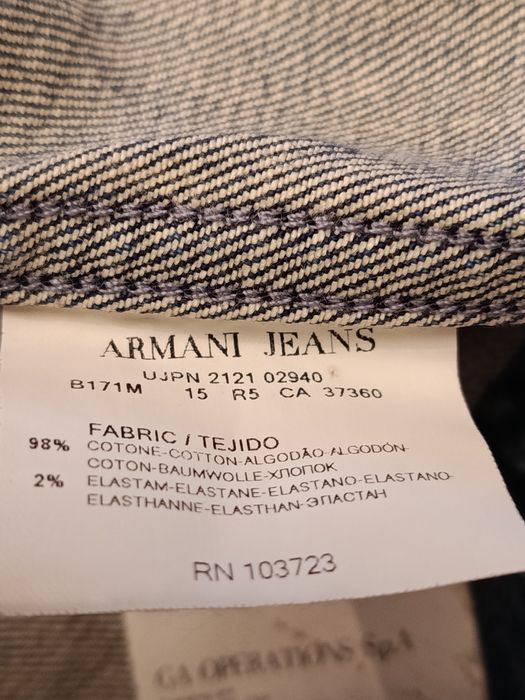 ARMANI JEANS
UJPN 2121 02940
B171M 15 R5 CA 37360
FABRIC / TEJIDO
98% COTONE-COTTON-ALGODÃO-ALGODÓN-
COTON-BAUMWOLLE-ХЛОПОК
2% ELASTAM-ELASTANE-ELASTANO-ELASTANO-
ELASTHANNE-ELASTHAN-ЭЛАСТАН
RN 103723
GA OPERATIONS SpA